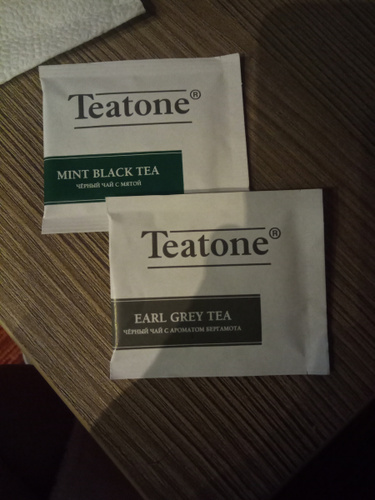 Teatone®
MINT BLACK TEA
ЧЁРНЫЙ ЧАЙ С МЯТОЙ
Teatone®
EARL GREY TEA
ЧЁРНЫЙ ЧАЙ С АРОМАТОМ БЕРГАМОТА